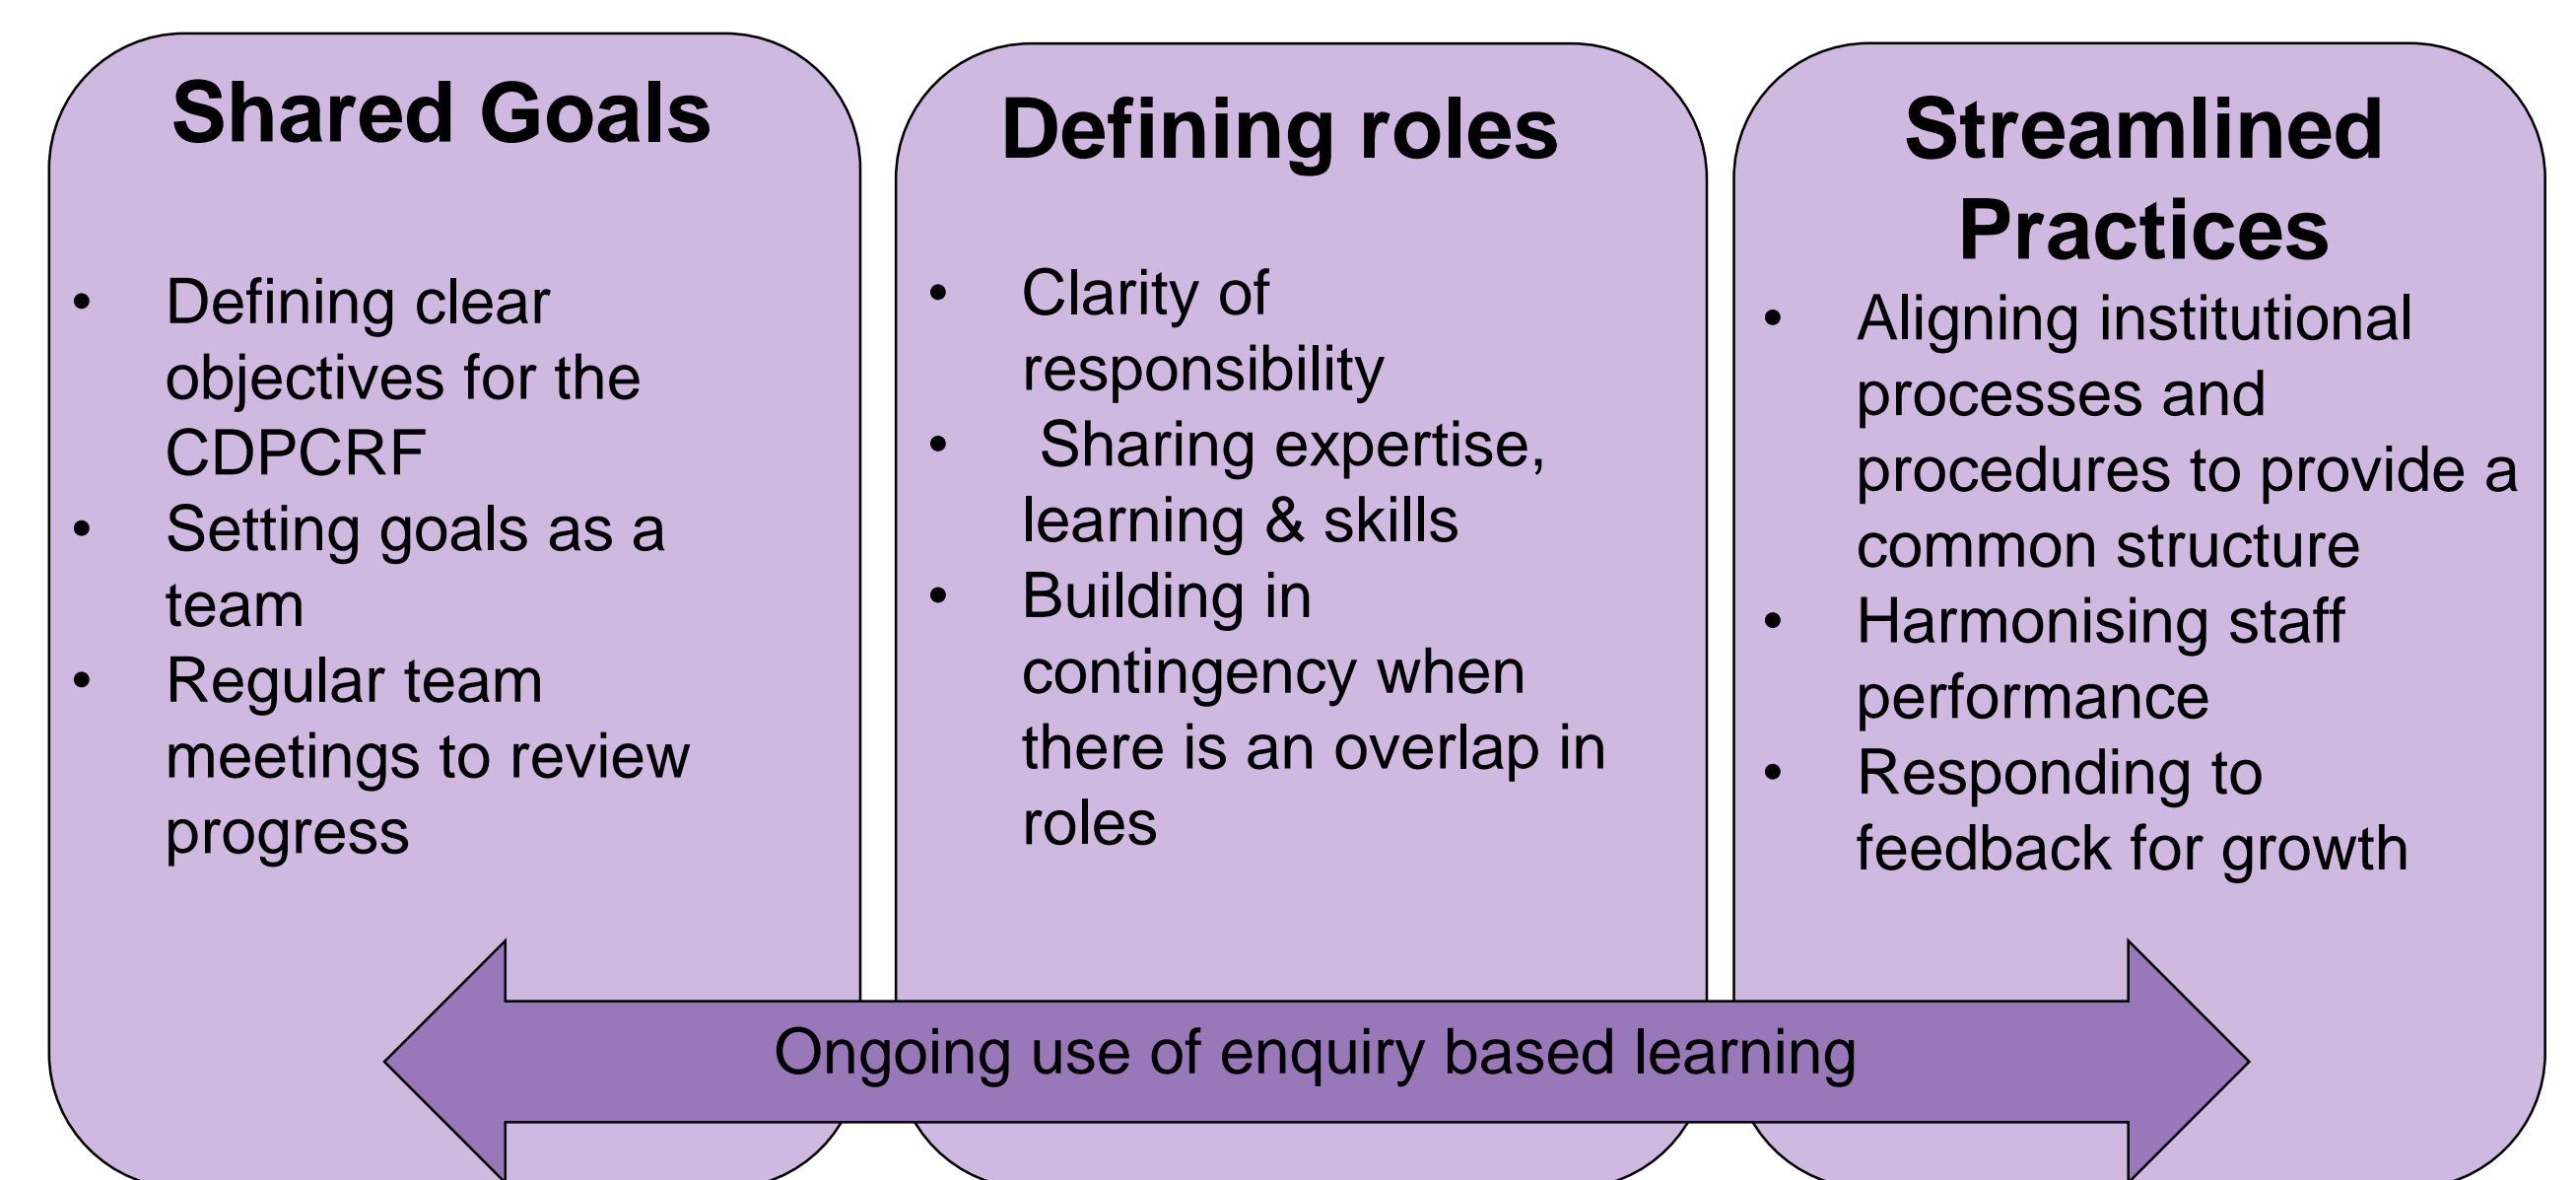 Shared Goals
• Defining clear
objectives for the
CDPCRF
• Setting goals as a
team
• Regular team
meetings to review
progress
Defining roles
• Clarity of
responsibility
• Sharing expertise,
learning & skills
• Building in
contingency when
there is an overlap in
roles
Streamlined
Practices
• Aligning institutional
processes and
procedures to provide a
common structure
• Harmonising staff
performance
• Responding to
feedback for growth
Ongoing use of enquiry based learning